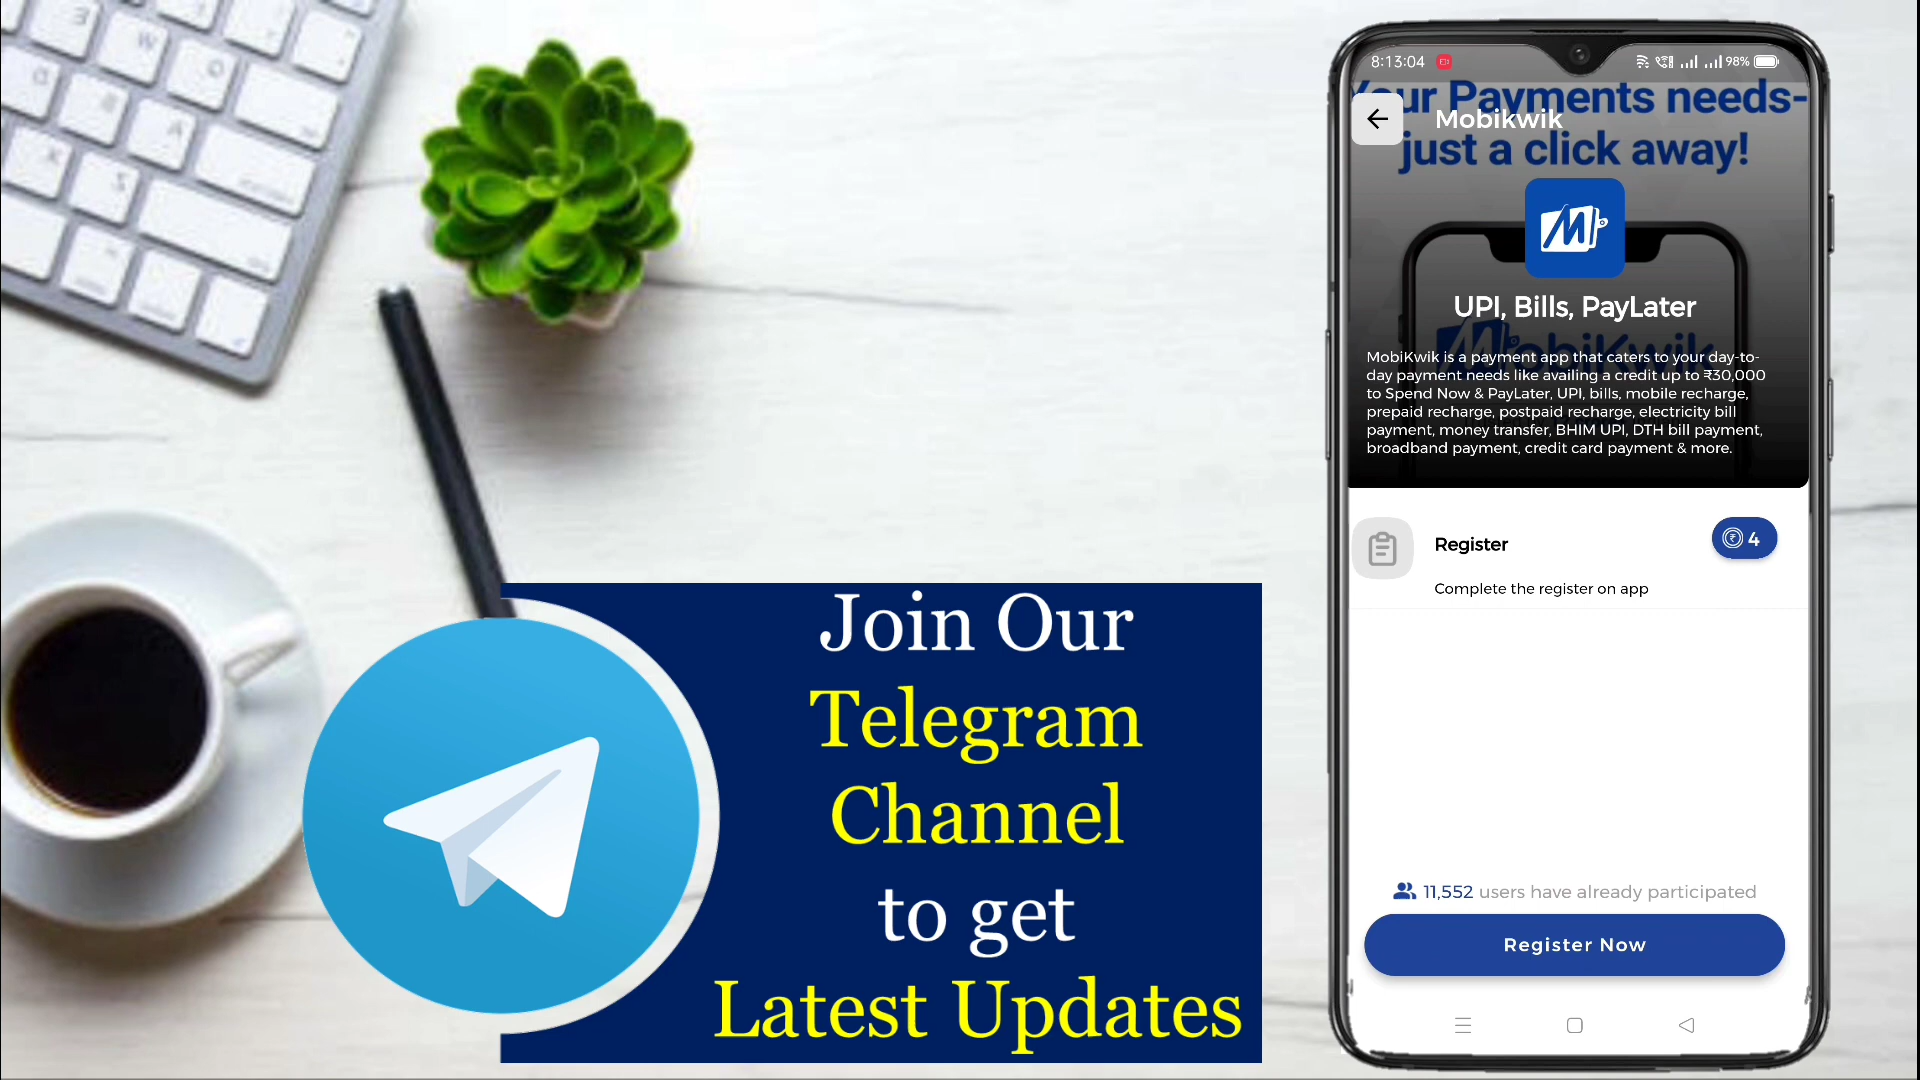 Join Our
Telegram
Channel
to get
Latest Updates
8:13:04
98%
Your Payments needs-
just a click away!
Mobikwik
UPI, Bills, PayLater
MobiKwik
MobiKwik is a payment app that caters to your day-to-
day payment needs like availing a credit up to ₹30,000
to Spend Now & PayLater, UPI, bills, mobile recharge,
prepaid recharge, postpaid recharge, electricity bill
payment, money transfer, BHIM UPI, DTH bill payment,
broadband payment, credit card payment & more.
Register
₹ 4
Complete the register on app
11,552 users have already participated
Register Now